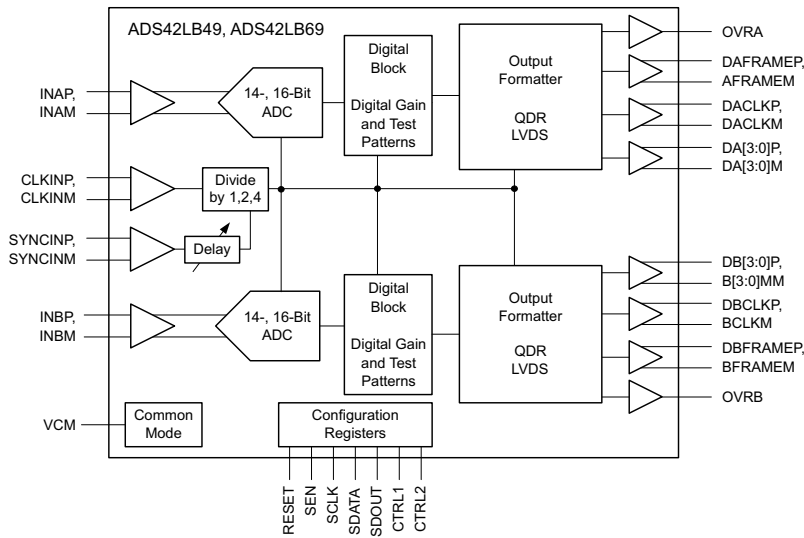 ADS42LB49, ADS42LB69
INAP,
INAM
14-, 16-Bit
ADC
Digital
Block
Digital Gain
and Test
Patterns
Output
Formatter
QDR
LVDS
OVRA
DAFRAMEP,
AFRAMEM
DACLKP,
DACLKM
DA[3:0]P,
DA[3:0]M
CLKINP,
CLKINM
Divide
by 1,2,4
SYNCINP,
SYNCINM
Delay
INBP,
INBM
14-, 16-Bit
ADC
Digital
Block
Digital Gain
and Test
Patterns
Output
Formatter
QDR
LVDS
DB[3:0]P,
B[3:0]MM
DBCLKP,
BCLKM
DBFRAMEP,
BFRAMEM
OVRB
VCM
Common
Mode
Configuration
Registers
RESET
SEN
SCLK
SDATA
SDOUT
CTRL1
CTRL2